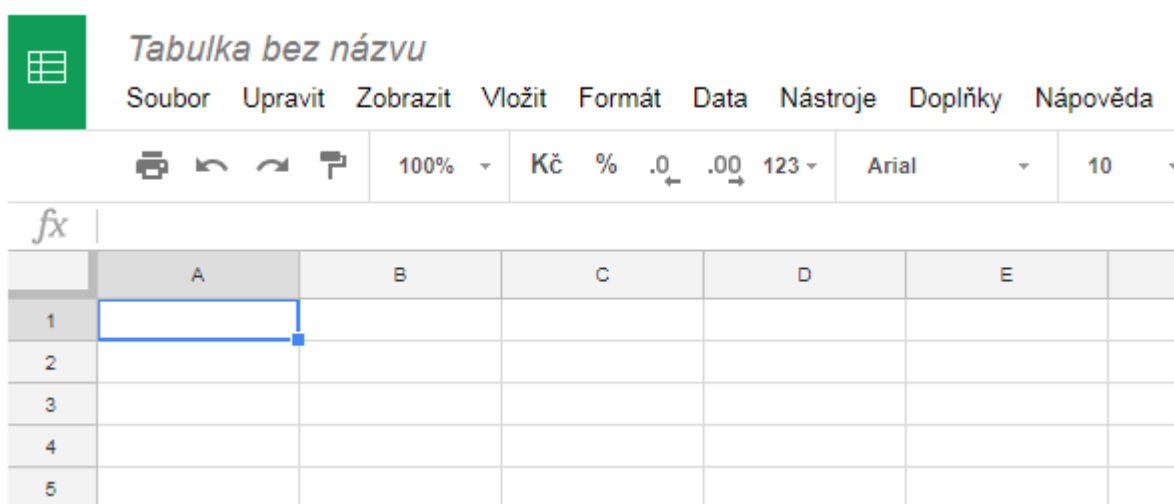 Tabulka bez názvu
Soubor Upravit Zobrazit Vložit Formát Data Nástroje Doplňky Nápověda
100% Kč % .0 .00 123 Arial 10
fx
A B C D E
1
2
3
4
5